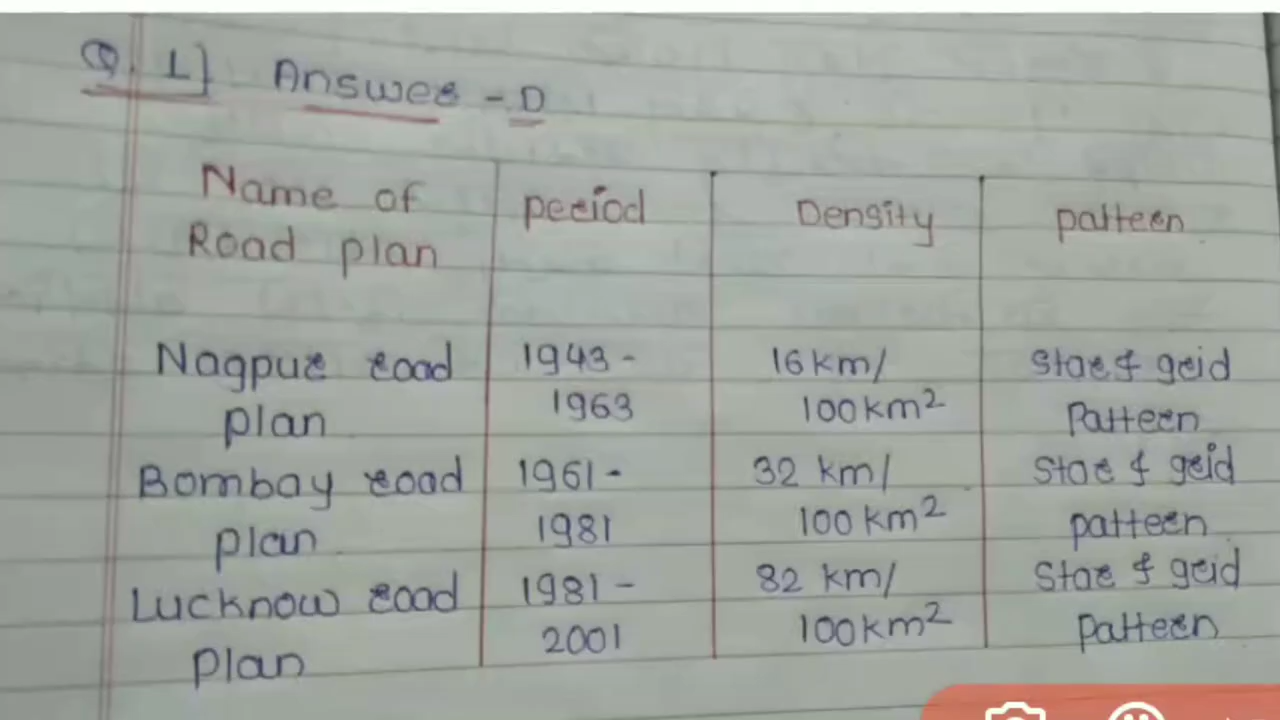 Q. 1] Answer - D
Name of Road plan | period | Density | pattern
Nagpur road plan | 1943 - 1963 | 16 km/ 100 km² | Star & grid Pattern
Bombay road plan | 1961 - 1981 | 32 km/ 100 km² | Star & grid pattern
Lucknow road plan | 1981 - 2001 | 82 km/ 100 km² | Star & grid Pattern